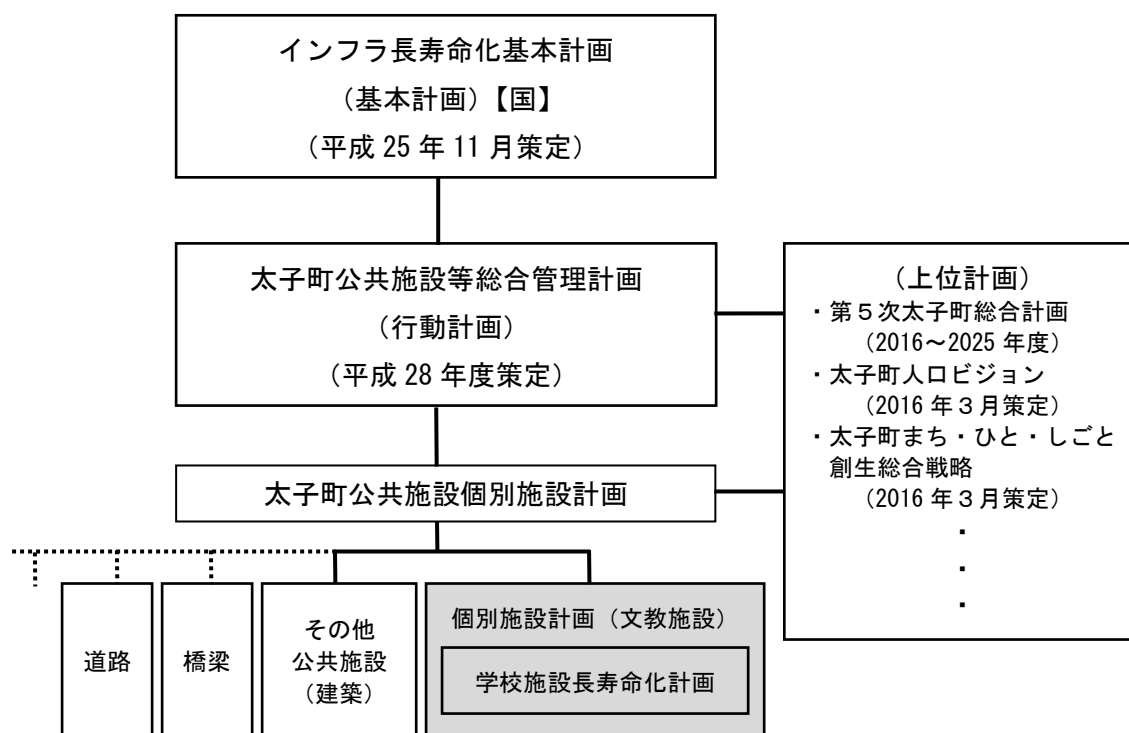 インフラ長寿命化基本計画
（基本計画）【国】
（平成 25 年 11 月策定）
太子町公共施設等総合管理計画
（行動計画）
（平成 28 年度策定）
（上位計画）
・第５次太子町総合計画
（2016～2025 年度）
・太子町人口ビジョン
（2016 年３月策定）
・太子町まち・ひと・しごと
創生総合戦略
（2016 年３月策定）
・
・
・
太子町公共施設個別施設計画
道路
橋梁
その他
公共施設
（建築）
個別施設計画（文教施設）
学校施設長寿命化計画